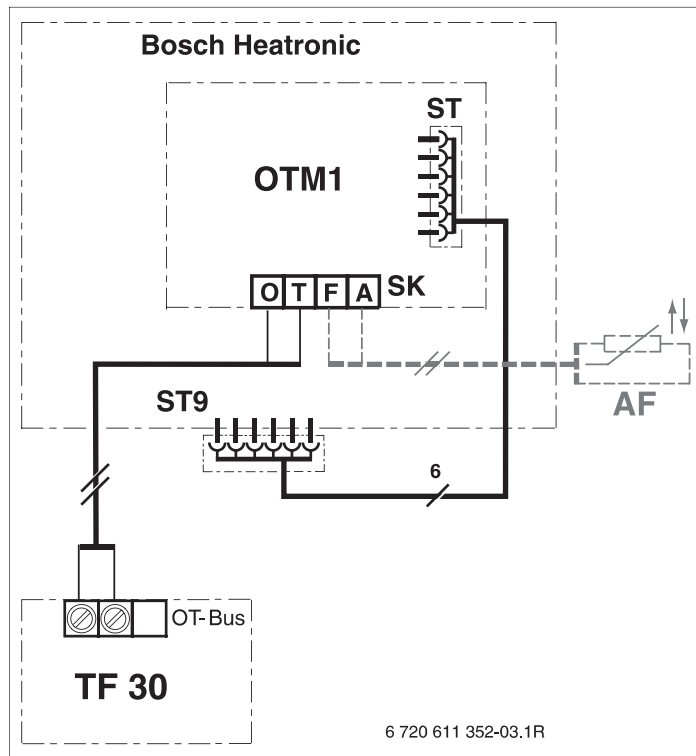 Bosch Heatronic
ST
OTM1
O T F A SK
AF
ST9
6
OT-Bus
TF 30
6 720 611 352-03.1R